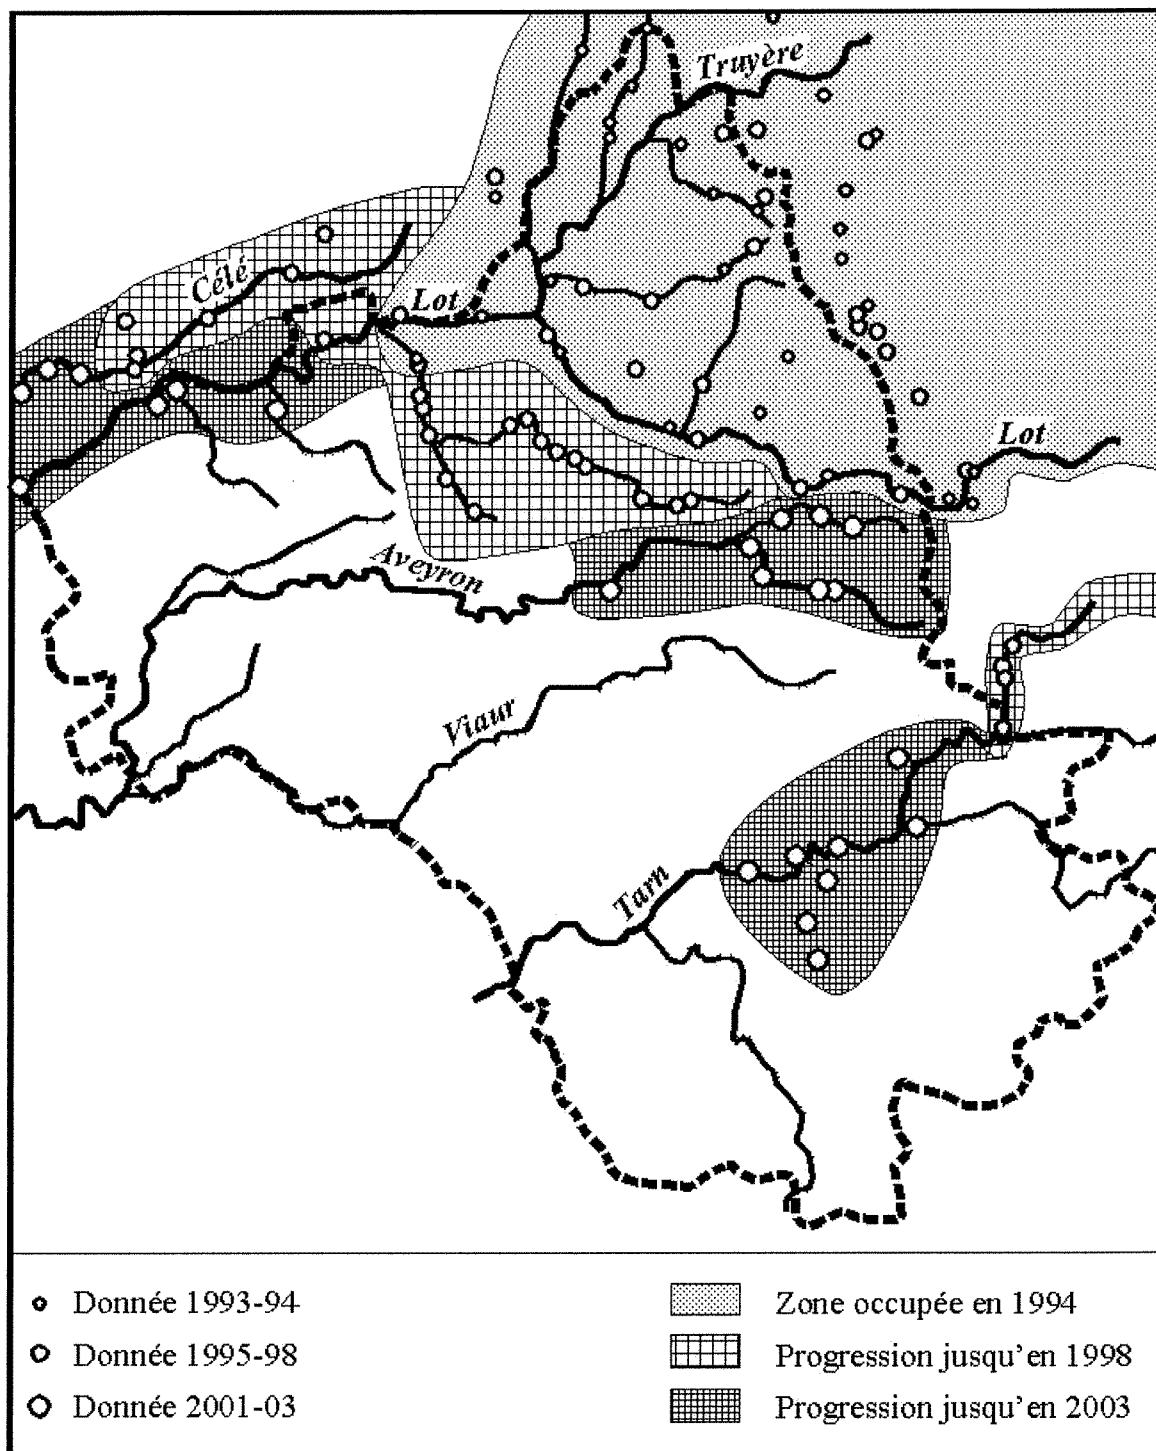 Truyère
Célé
Lot
Lot
Aveyron
Viaur
Tarn
Donnée 1993-94
Donnée 1995-98
Donnée 2001-03
Zone occupée en 1994
Progression jusqu'en 1998
Progression jusqu'en 2003